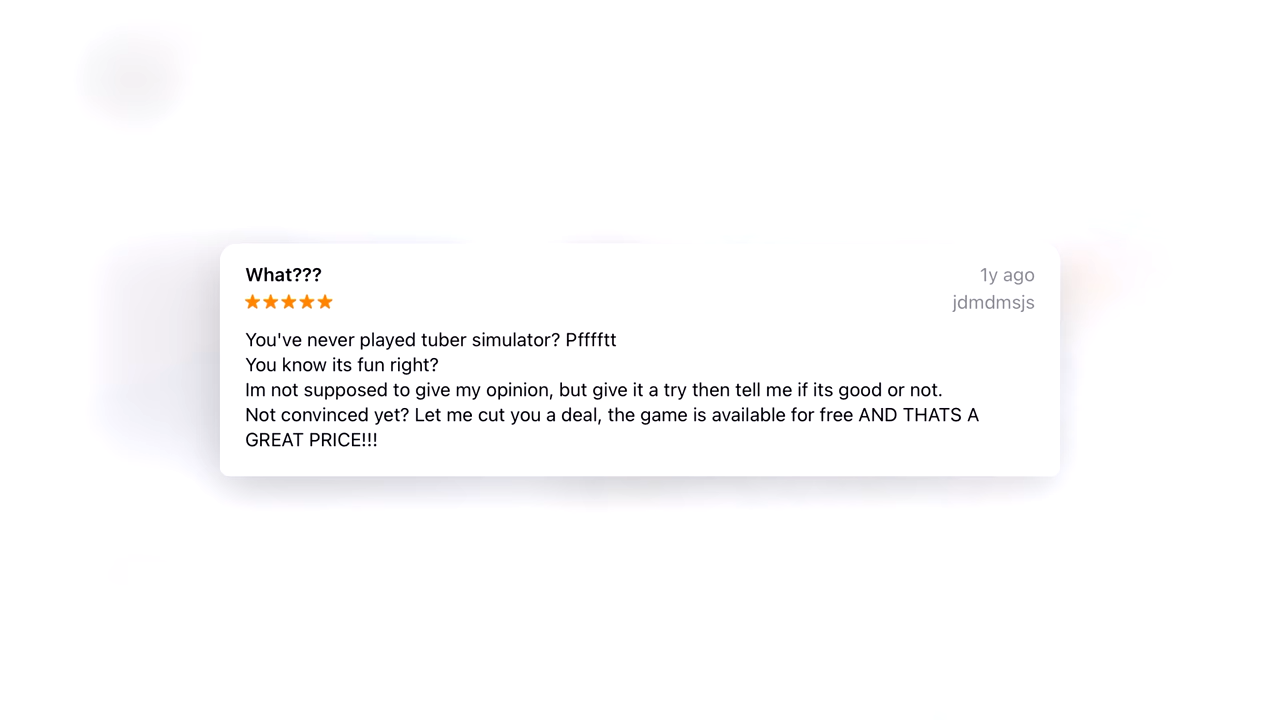 What???
1y ago
jdmdmsjs
You've never played tuber simulator? Pfffftt
You know its fun right?
Im not supposed to give my opinion, but give it a try then tell me if its good or not.
Not convinced yet? Let me cut you a deal, the game is available for free AND THATS A
GREAT PRICE!!!